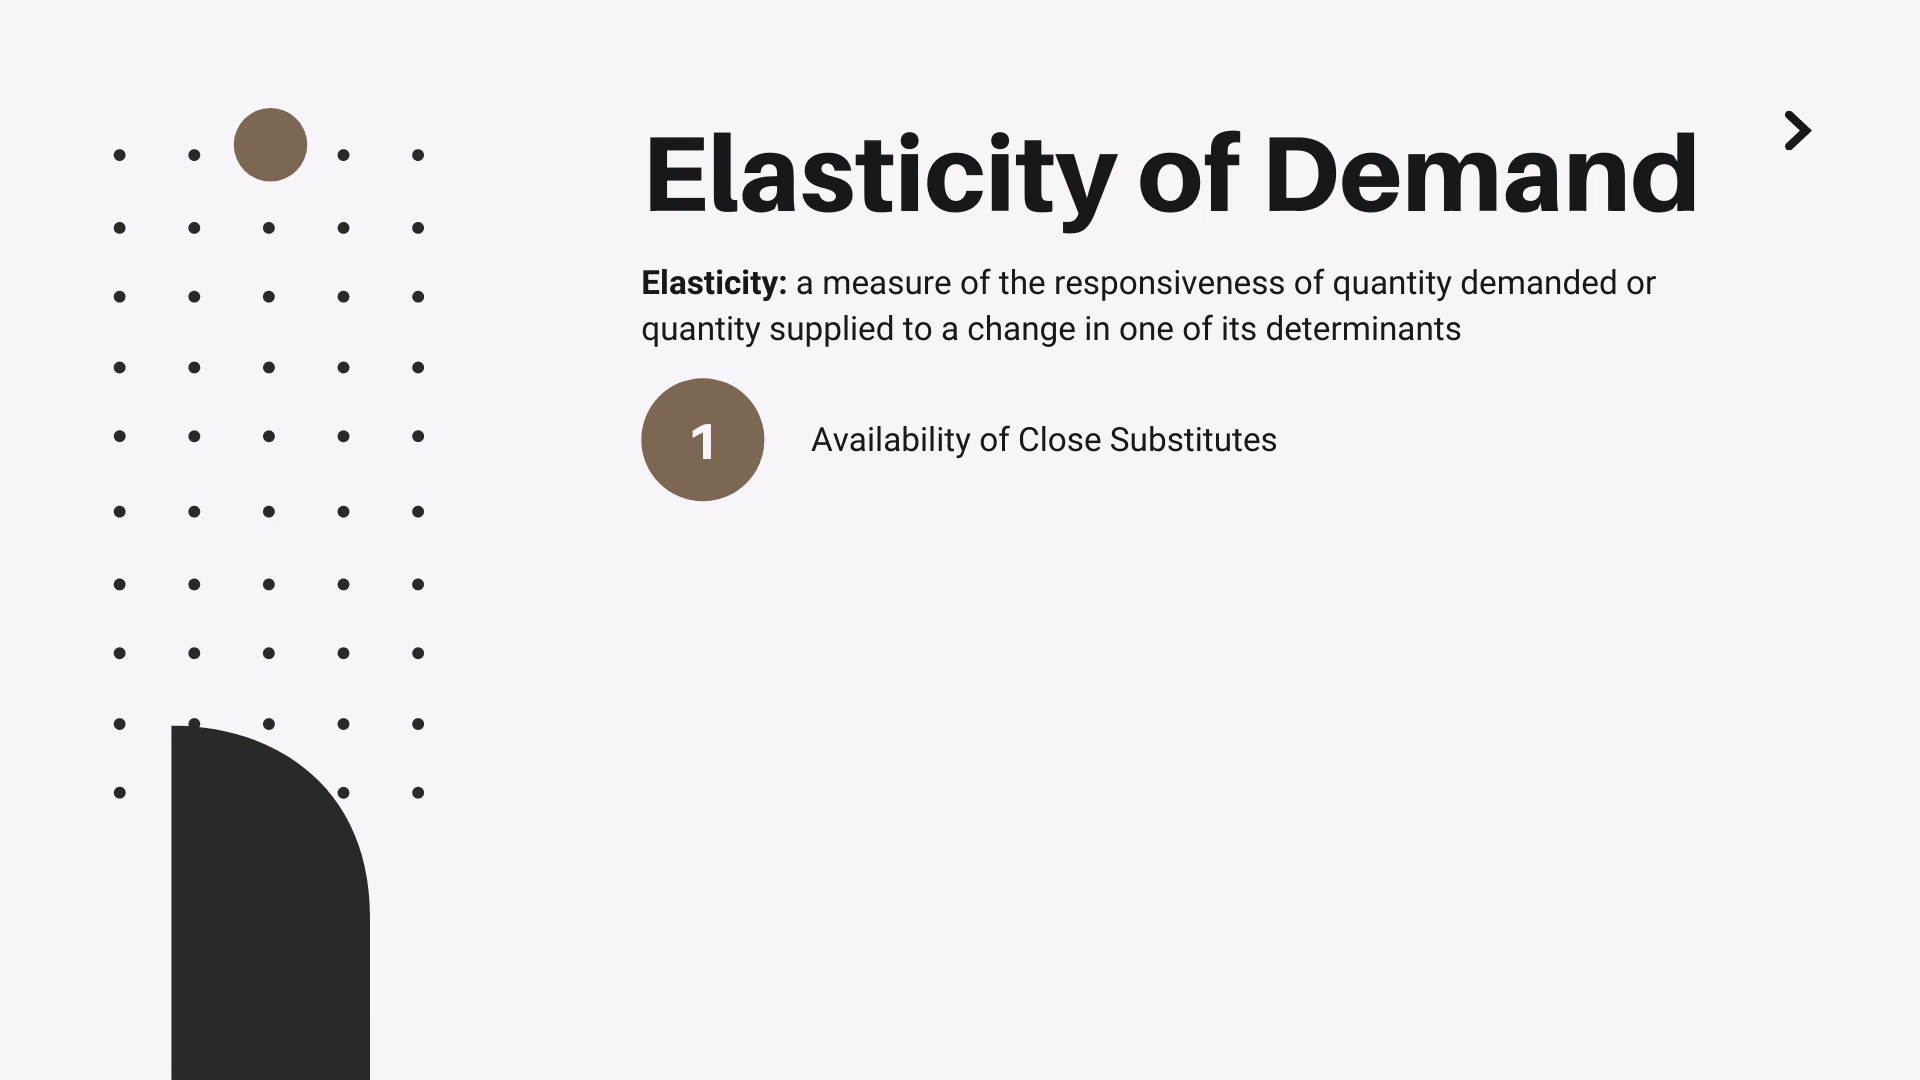 Elasticity of Demand
Elasticity: a measure of the responsiveness of quantity demanded or
quantity supplied to a change in one of its determinants
1
Availability of Close Substitutes